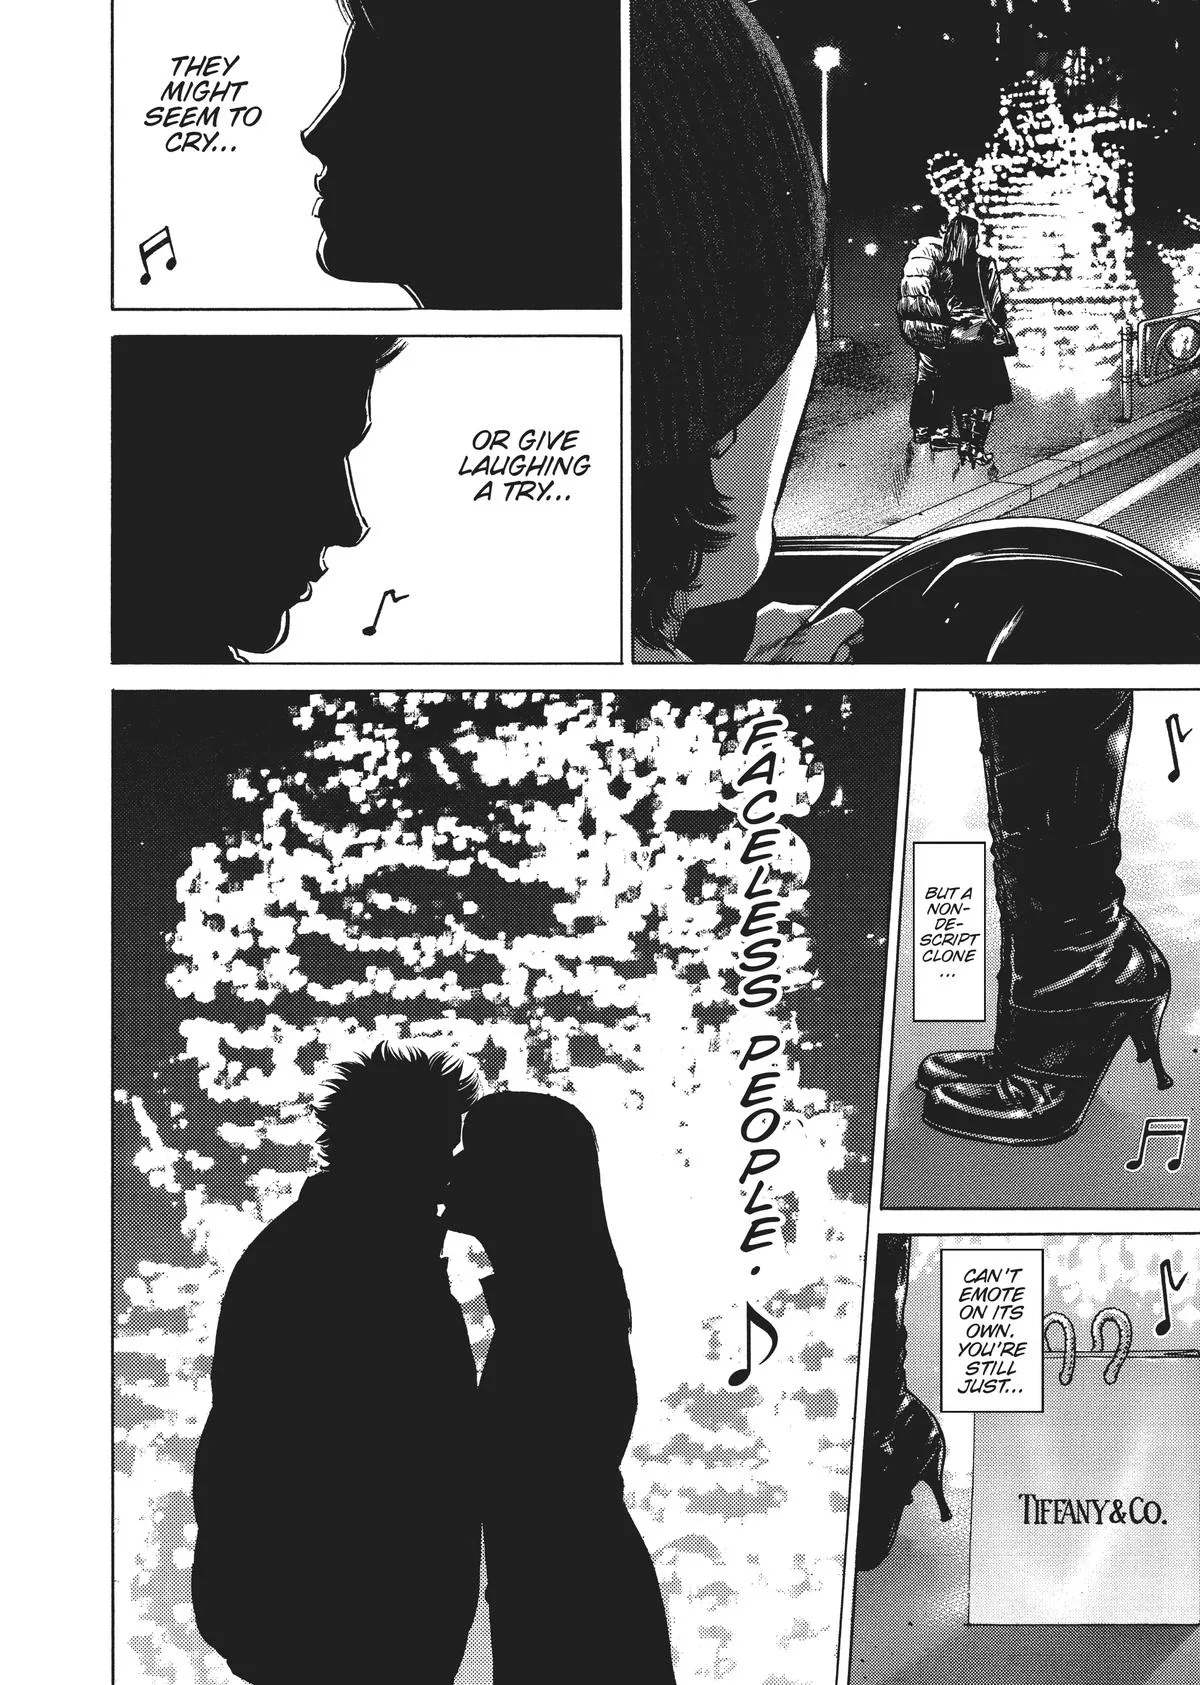 THEY
MIGHT
SEEM TO
CRY...
OR GIVE
LAUGHING
A TRY...
BUT A
NON-
DE-
SCRIPT
CLONE
...
CAN'T
EMOTE
ON ITS
OWN.
YOU'RE
STILL
JUST...
TIFFANY & CO.
FACELESS PEOPLE.